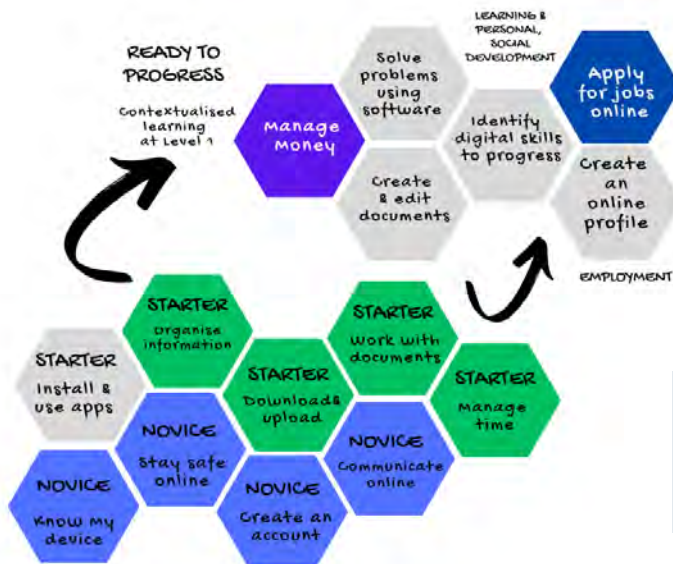 LEARNING &
PERSONAL,
SOCIAL
DEVELOPMENT
READY TO
PROGRESS
Contextualised
learning
at Level 1
Manage
Money
Solve
problems
using
software
Create
& edit
documents
Identify
digital skills
to progress
Apply
for jobs
online
Create
an
online
profile
EMPLOYMENT
STARTER
Install &
use apps
STARTER
Organise
information
STARTER
Download&
upload
STARTER
Work with
documents
STARTER
Manage
time
NOVICE
Know my
device
NOVICE
Stay safe
online
NOVICE
Create an
account
NOVICE
Communicate
online